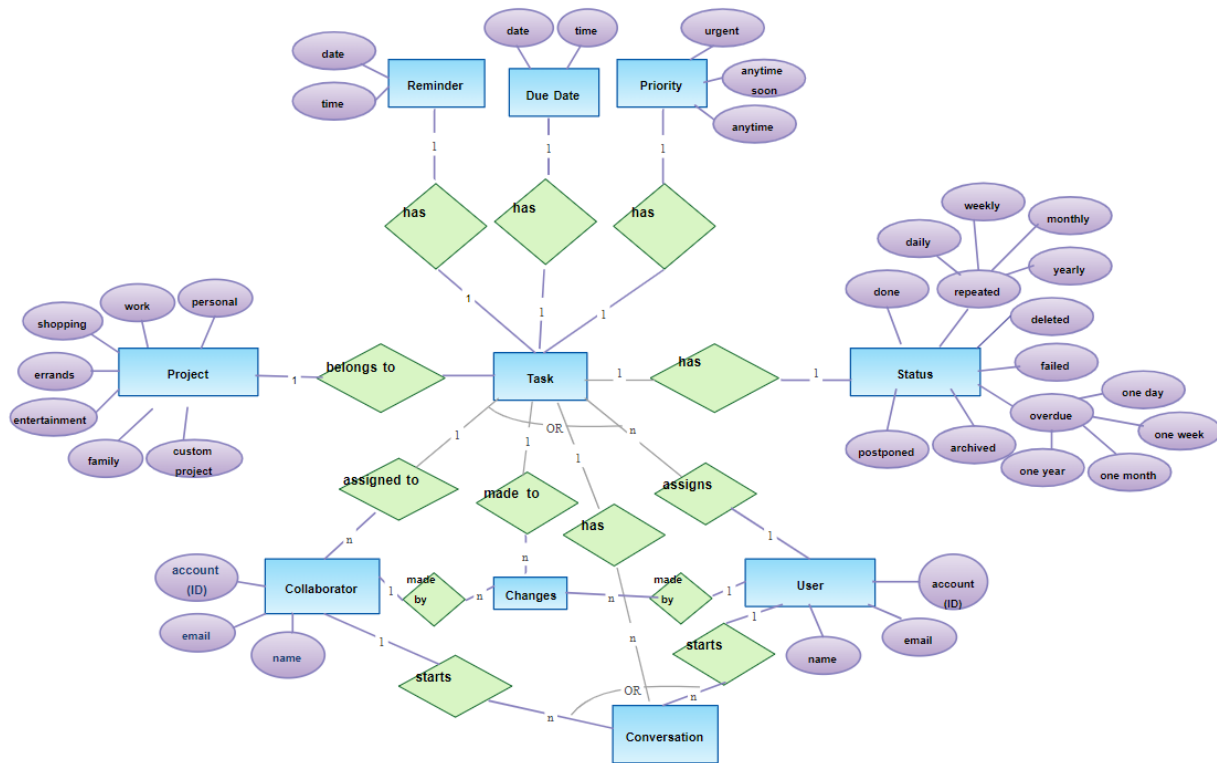 date
time
urgent
date
Reminder
Due Date
Priority
anytime
soon
time
anytime
1
1
1
has
has
has
weekly
monthly
daily
yearly
done
repeated
1
1
1
personal
work
shopping
deleted
errands
Project
1
belongs to
Task
1
has
1
Status
failed
entertainment
one day
overdue
family
custom
project
OR
n
1
1
1
postponed
archived
one week
one year
one month
assigned to
made to
assigns
has
n
n
1
account
(ID)
Collaborator
1
made
by
n
Changes
n
made
by
1
User
account
(ID)
email
name
1
1
starts
name
email
n
starts
OR
n
n
Conversation